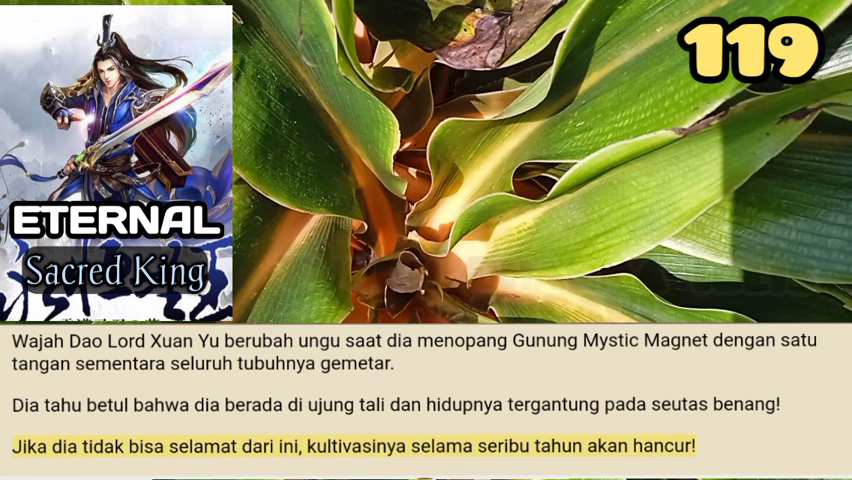 119
ETERNAL
Sacred King
Wajah Dao Lord Xuan Yu berubah ungu saat dia menopang Gunung Mystic Magnet dengan satu
tangan sementara seluruh tubuhnya gemetar.
Dia tahu betul bahwa dia berada di ujung tali dan hidupnya tergantung pada seutas benang!
Jika dia tidak bisa selamat dari ini, kultivasinya selama seribu tahun akan hancur!